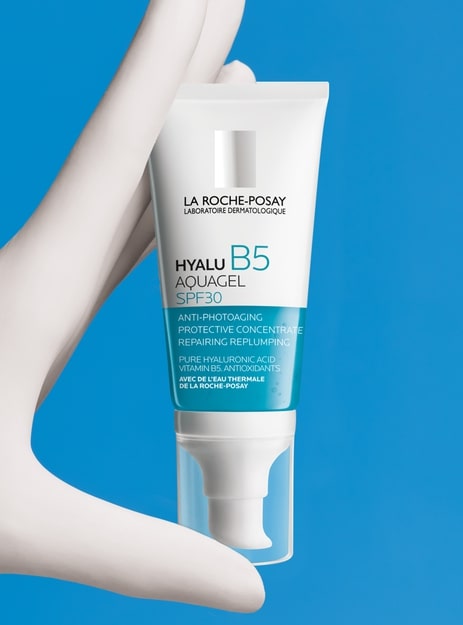 LA ROCHE-POSAY
LABORATOIRE DERMATOLOGIQUE
HYALU B5
AQUAGEL
SPF30
ANTI-PHOTOAGING
PROTECTIVE CONCENTRATE
REPAIRING REPLUMPING
PURE HYALURONIC ACID
VITAMIN B5. ANTIOXIDANTS
AVEC DE L'EAU THERMALE
DE LA ROCHE-POSAY